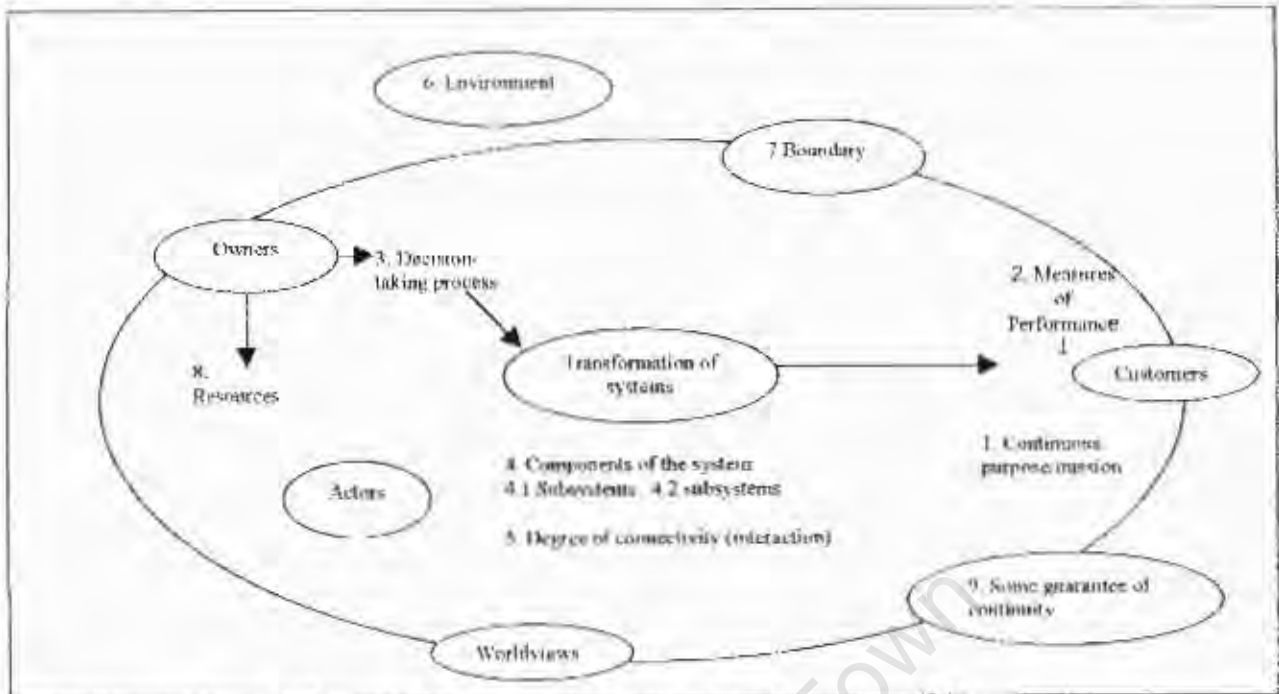 6. Environment
7 Boundary
Owners
3. Decision-
taking process
2. Measures
of
Performance
8.
Resources
Transformation of
systems
Customers
1. Continuous
purpose/mission
Actors
4. Components of the system
4.1 Subsystems 4.2 subsystems
5. Degree of connectivity (interaction)
9. Some guarantee of
continuity
Worldviews
Town